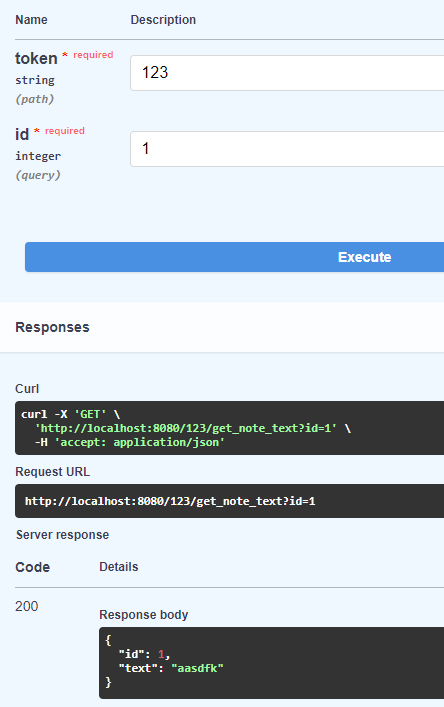 Name Description
token * required
string
(path)
123
id * required
integer
(query)
1
Execute
Responses
Curl
curl -X 'GET' \
'http://localhost:8080/123/get_note_text?id=1' \
-H 'accept: application/json'
Request URL
http://localhost:8080/123/get_note_text?id=1
Server response
Code Details
200
Response body
{
"id": 1,
"text": "aasdfk"
}